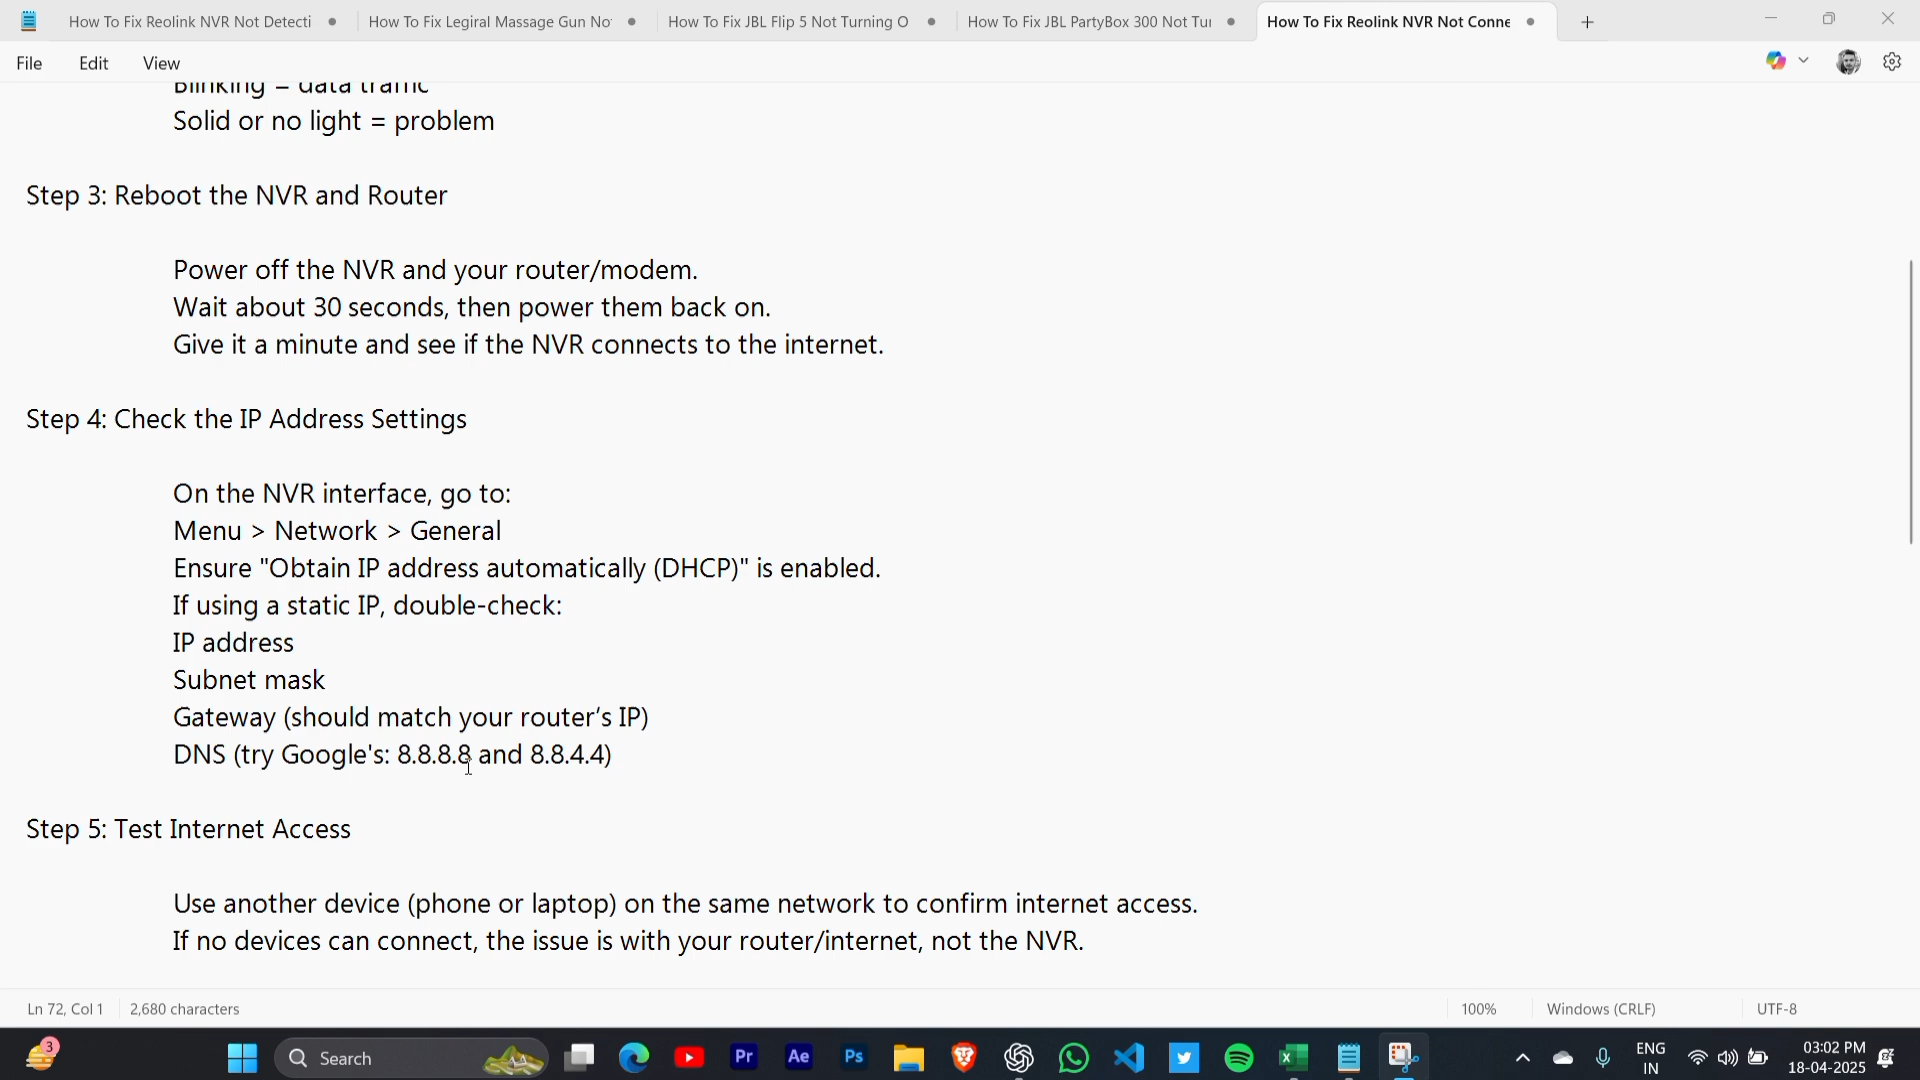 How To Fix Reolink NVR Not Detecti
How To Fix Legiral Massage Gun No
How To Fix JBL Flip 5 Not Turning O
How To Fix JBL PartyBox 300 Not Tu
How To Fix Reolink NVR Not Conne
File Edit View
Blinking = data traffic
Solid or no light = problem
Step 3: Reboot the NVR and Router
Power off the NVR and your router/modem.
Wait about 30 seconds, then power them back on.
Give it a minute and see if the NVR connects to the internet.
Step 4: Check the IP Address Settings
On the NVR interface, go to:
Menu > Network > General
Ensure "Obtain IP address automatically (DHCP)" is enabled.
If using a static IP, double-check:
IP address
Subnet mask
Gateway (should match your router’s IP)
DNS (try Google's: 8.8.8.8 and 8.8.4.4)
Step 5: Test Internet Access
Use another device (phone or laptop) on the same network to confirm internet access.
If no devices can connect, the issue is with your router/internet, not the NVR.
Ln 72, Col 1
2,680 characters
100%
Windows (CRLF)
UTF-8
3
Search
Pr
Ae
Ps
ENG
IN
03:02 PM
18-04-2025